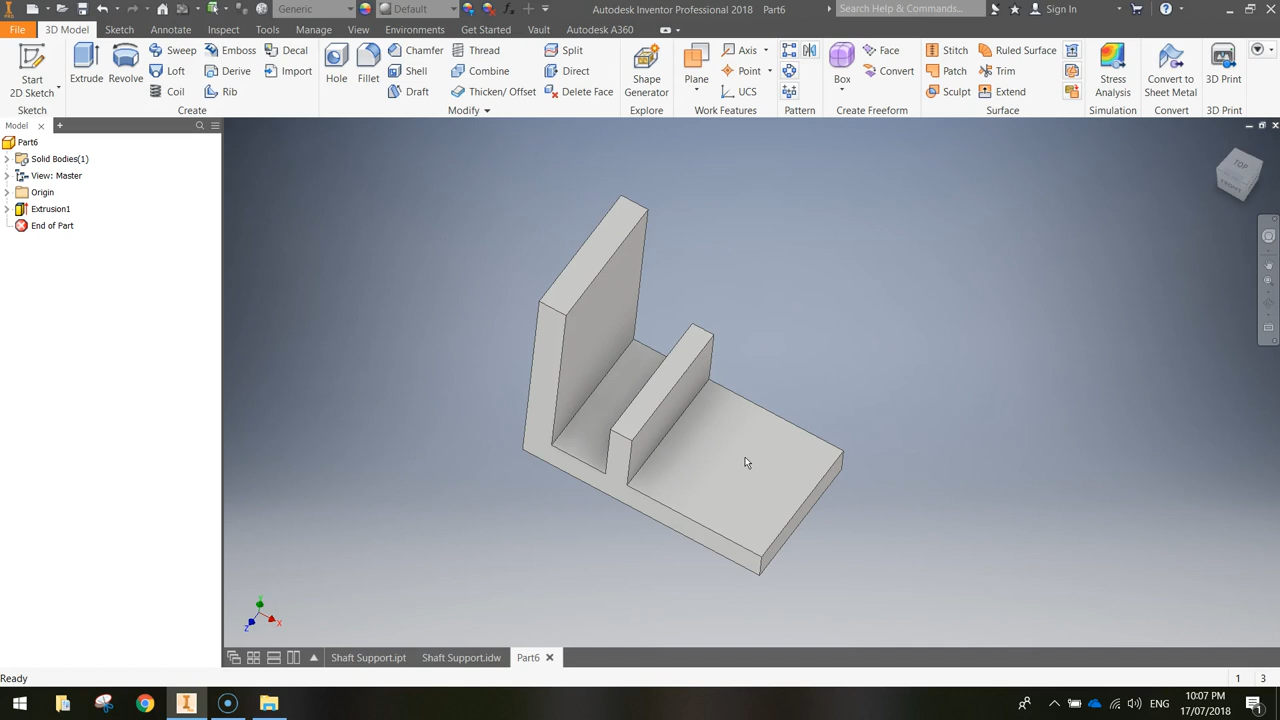 Generic
Default
Autodesk Inventor Professional 2018 Part6
Search Help & Commands...
Sign In
File
3D Model
Sketch
Annotate
Inspect
Tools
Manage
View
Environments
Get Started
Vault
Autodesk A360
Start
2D Sketch
Extrude
Revolve
Sweep
Loft
Coil
Emboss
Derive
Rib
Decal
Import
Hole
Fillet
Chamfer
Shell
Draft
Thread
Combine
Thicken/ Offset
Split
Direct
Delete Face
Shape
Generator
Plane
Axis
Point
UCS
Box
Face
Convert
Stitch
Patch
Sculpt
Ruled Surface
Trim
Extend
Stress
Analysis
Convert to
Sheet Metal
3D Print
Sketch
Create
Modify
Explore
Work Features
Pattern
Create Freeform
Surface
Simulation
Convert
3D Print
Model
Part6
Solid Bodies(1)
View: Master
Origin
Extrusion1
End of Part
TOP
FRONT
Y
Z
X
Shaft Support.ipt
Shaft Support.idw
Part6
Ready
1 3
ENG
10:07 PM
17/07/2018
1